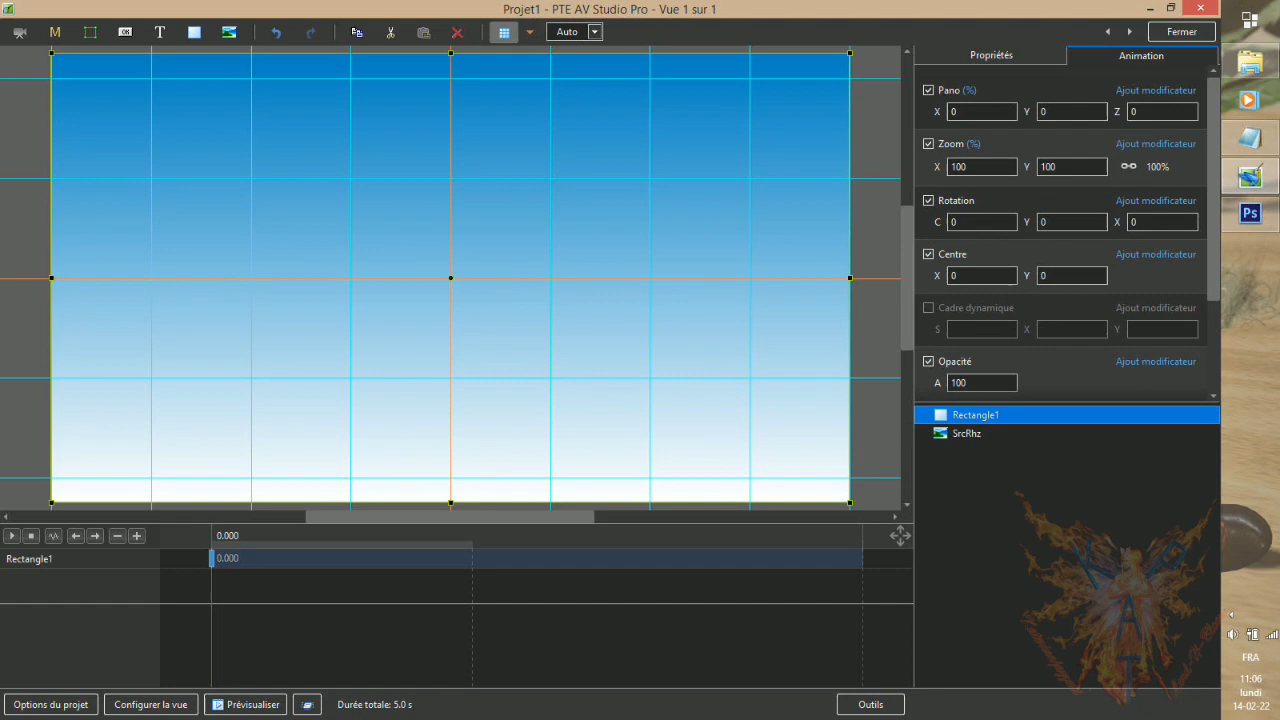 Projet1 - PTE AV Studio Pro - Vue 1 sur 1
M
OK
T
Auto
Fermer
Propriétés
Animation
Pano (%)
Ajout modificateur
X 0 Y 0 Z 0
Zoom (%)
Ajout modificateur
X 100 Y 100 100%
Rotation
Ajout modificateur
C 0 Y 0 X 0
Centre
Ajout modificateur
X 0 Y 0
Cadre dynamique
Ajout modificateur
S X Y
Opacité
Ajout modificateur
A 100
Rectangle1
SrcRhz
0.000
Rectangle1
0.000
Options du projet
Configurer la vue
Prévisualiser
Durée totale: 5.0 s
Outils
Ps
FRA
11:06
lundi
14-02-22